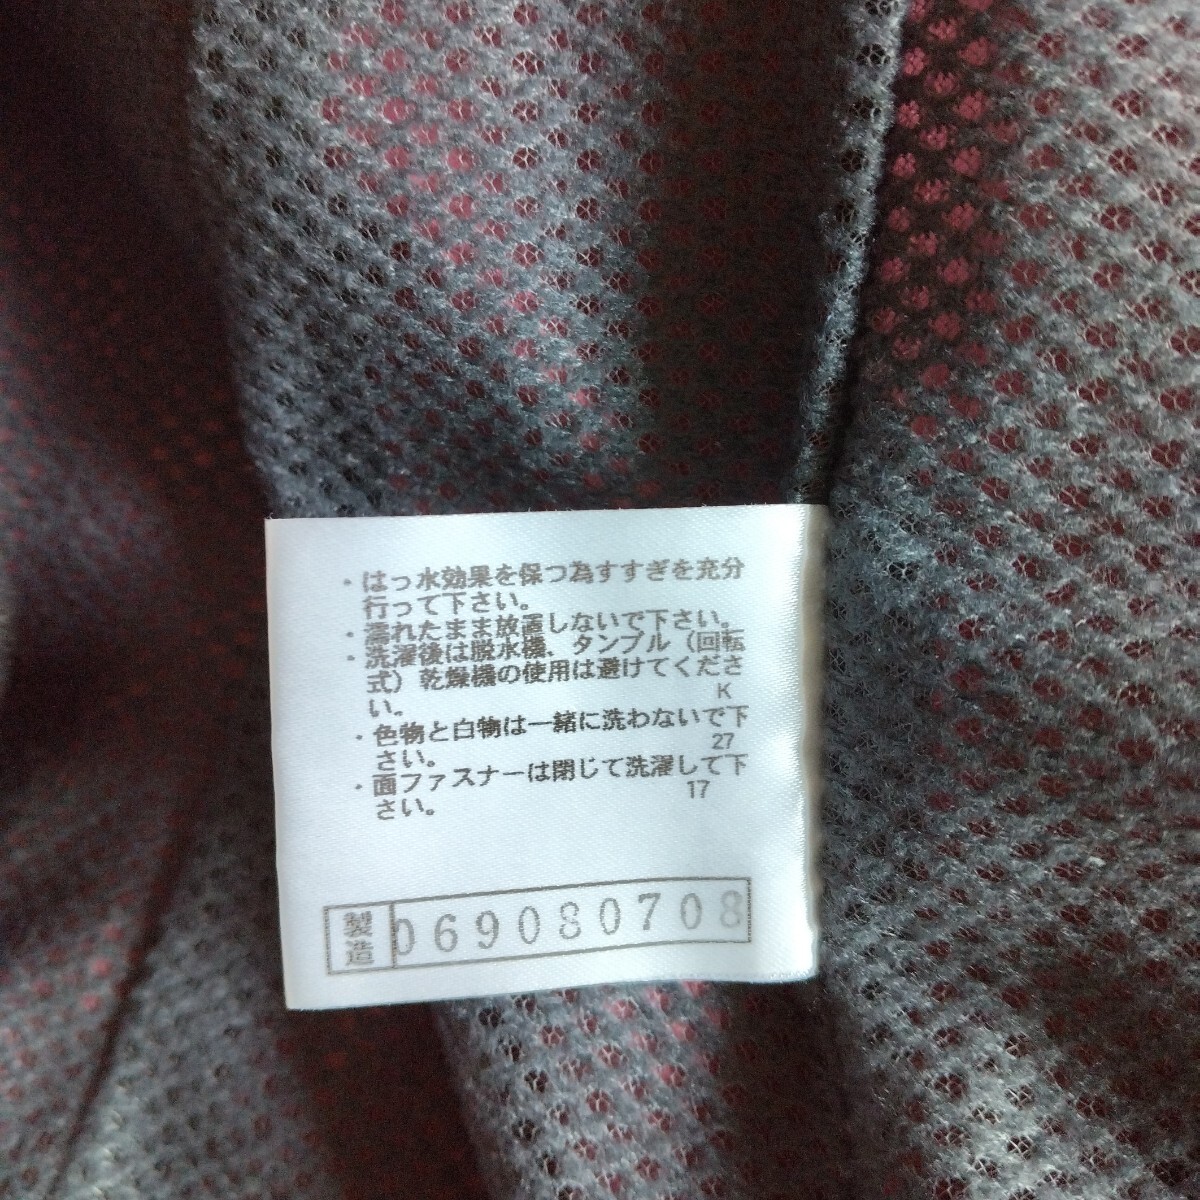 ・はっ水効果を保つ為すすぎを充分
行って下さい。
・濡れたまま放置しないで下さい。
・洗濯後は脱水機、タンブル（回転
式）乾燥機の使用は避けてくださ
い。
K
・色物と白物は一緒に洗わないで下
さい。
27
・面ファスナーは閉じて洗濯して下
さい。
17
製造 069080708